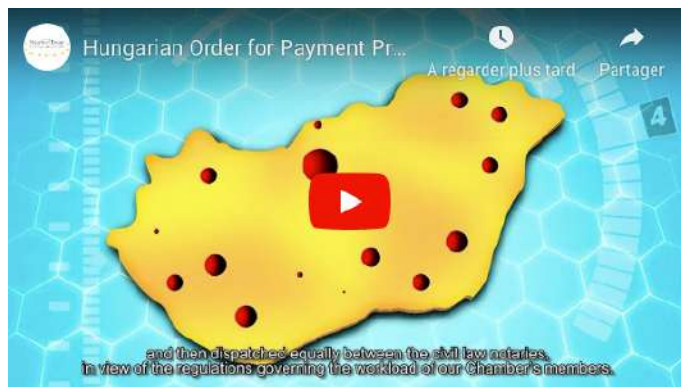 Hungarian Order for Payment Pr...
A regarder plus tard
Partager
4
and then dispatched equally between the civil law notaries,
in view of the regulations governing the workload of our Chamber's members.